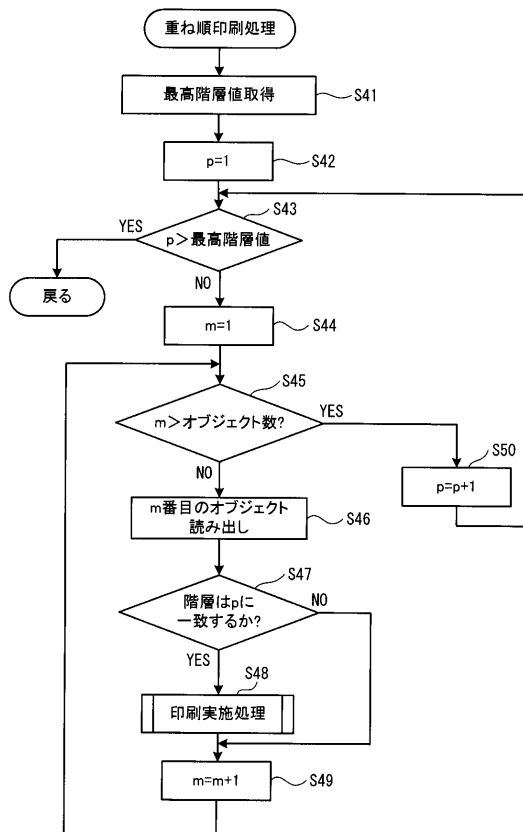 重ね順印刷処理
最高階層値取得
S41
p=1
S42
S43
YES
p＞最高階層値
NO
戻る
m=1
S44
S45
m＞オブジェクト数?
YES
NO
S50
p=p+1
m番目のオブジェクト
読み出し
S46
S47
階層はpに
一致するか?
NO
YES
S48
印刷実施処理
m=m+1
S49